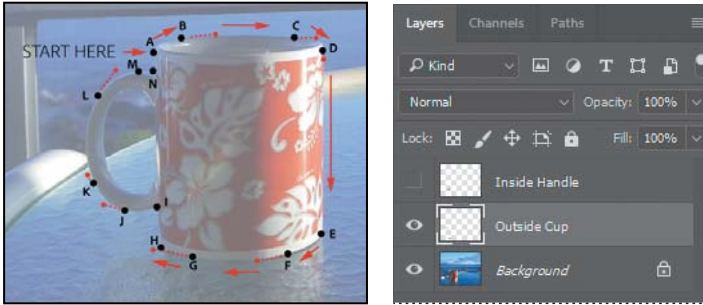 START HERE
A
B
C
D
M
N
L
K
J
I
H
G
F
E
Layers Channels Paths
Kind T
Normal Opacity: 100%
Lock: Fill: 100%
Inside Handle
Outside Cup
Background